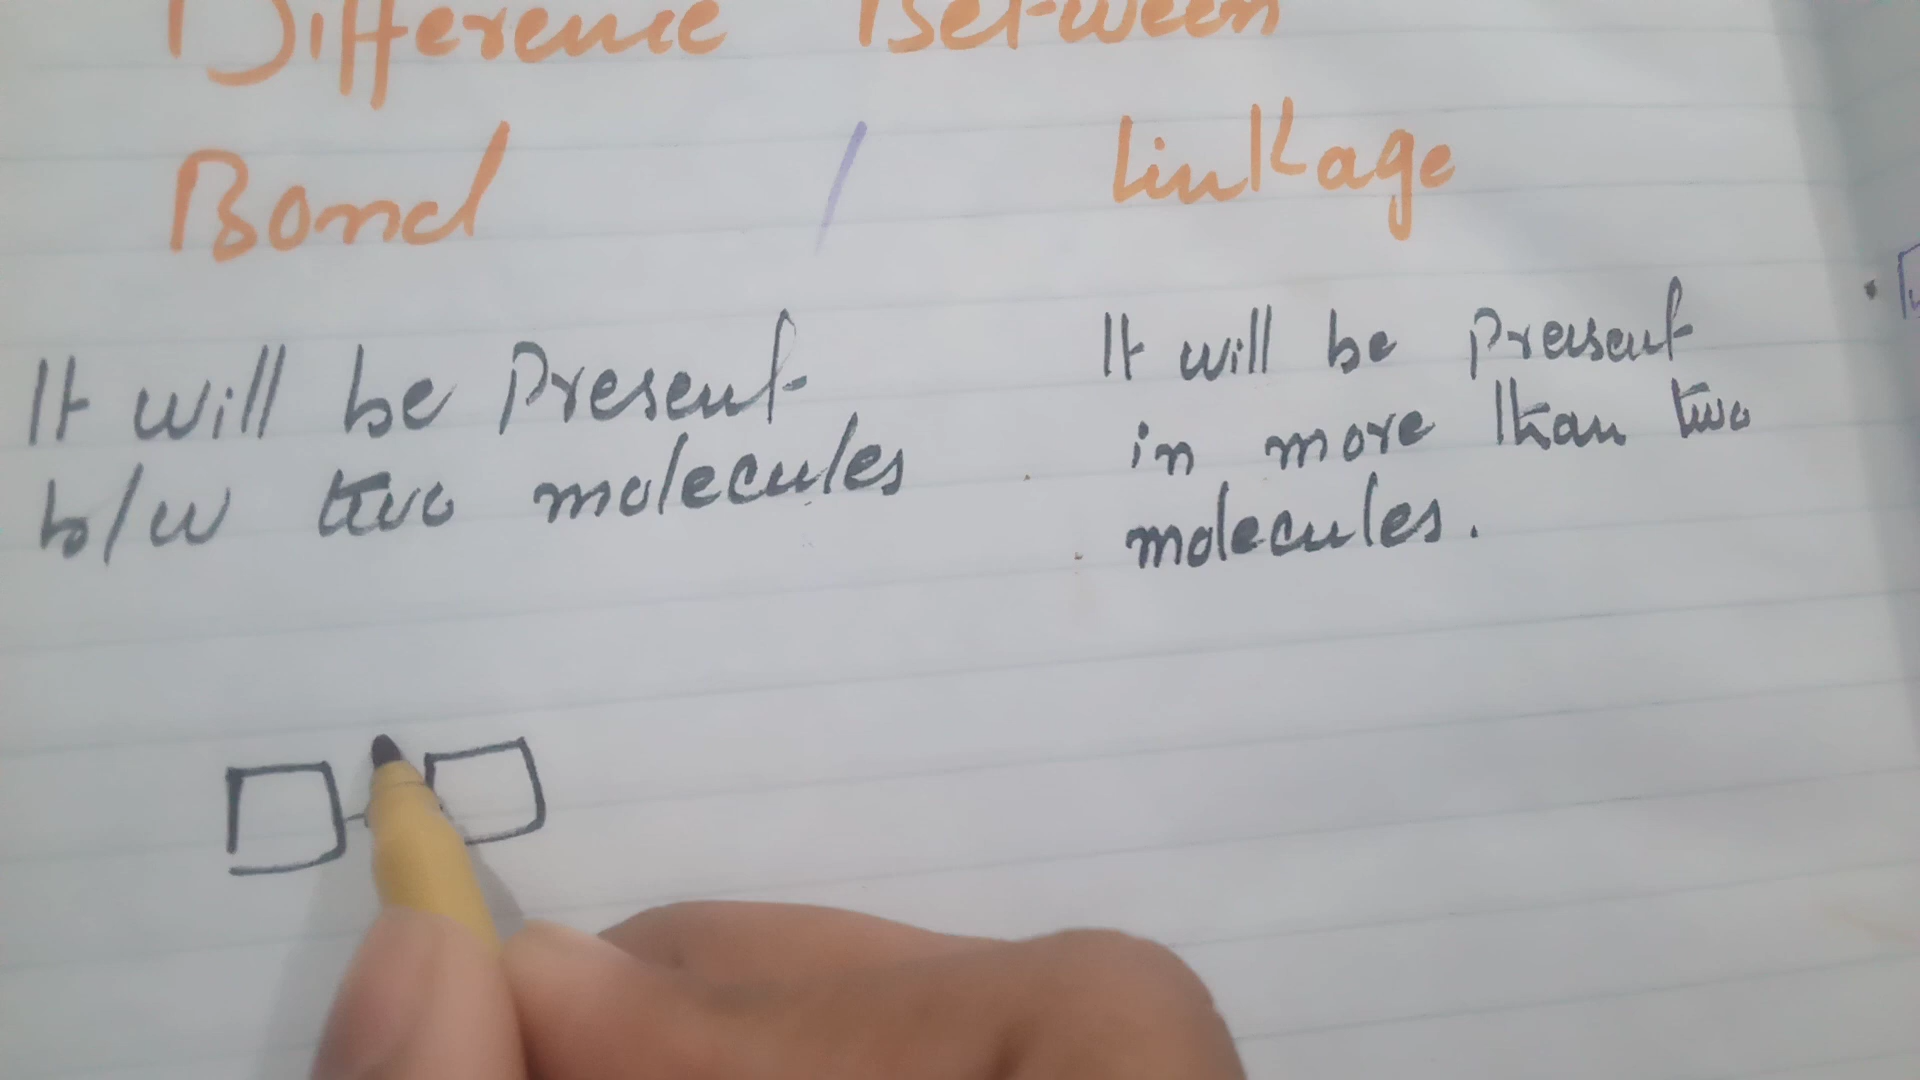 Difference Between
Bond / Linkage
It will be Present
b/w two molecules
It will be present
in more than two
molecules.